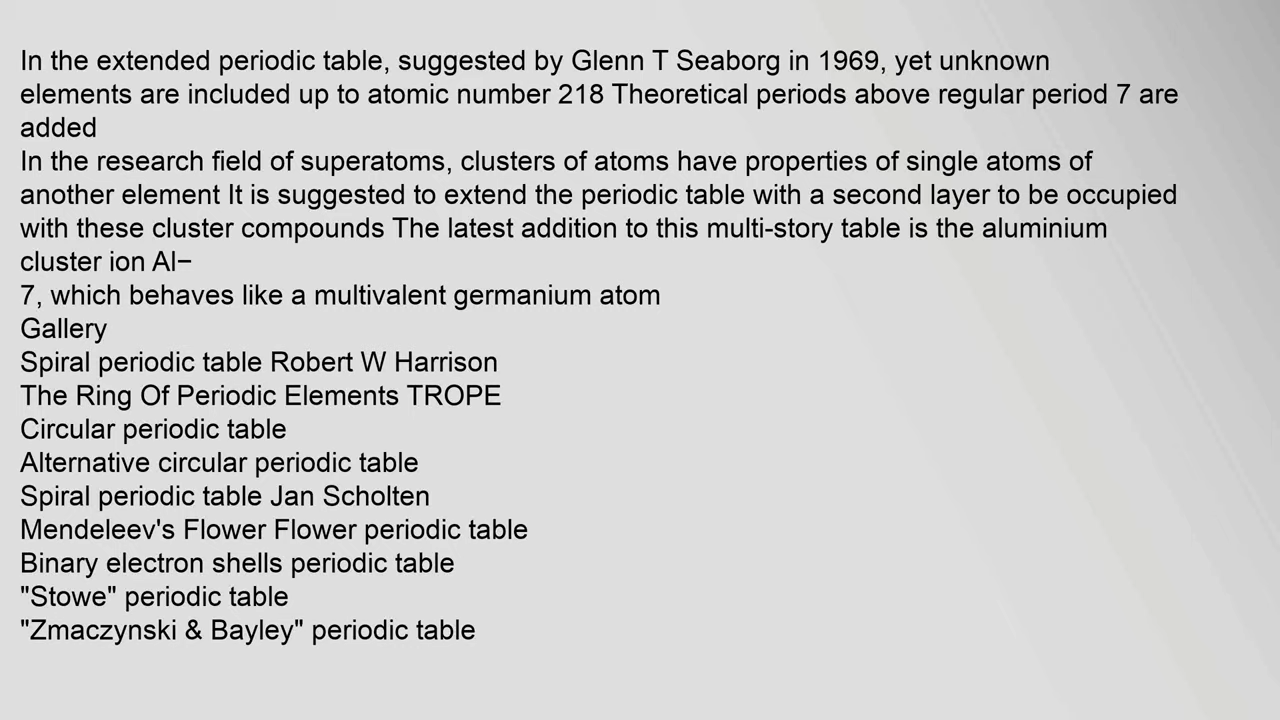 In the extended periodic table, suggested by Glenn T Seaborg in 1969, yet unknown
elements are included up to atomic number 218 Theoretical periods above regular period 7 are
added
In the research field of superatoms, clusters of atoms have properties of single atoms of
another element It is suggested to extend the periodic table with a second layer to be occupied
with these cluster compounds The latest addition to this multi-story table is the aluminium
cluster ion Al−
7, which behaves like a multivalent germanium atom
Gallery
Spiral periodic table Robert W Harrison
The Ring Of Periodic Elements TROPE
Circular periodic table
Alternative circular periodic table
Spiral periodic table Jan Scholten
Mendeleev's Flower Flower periodic table
Binary electron shells periodic table
"Stowe" periodic table
"Zmaczynski & Bayley" periodic table